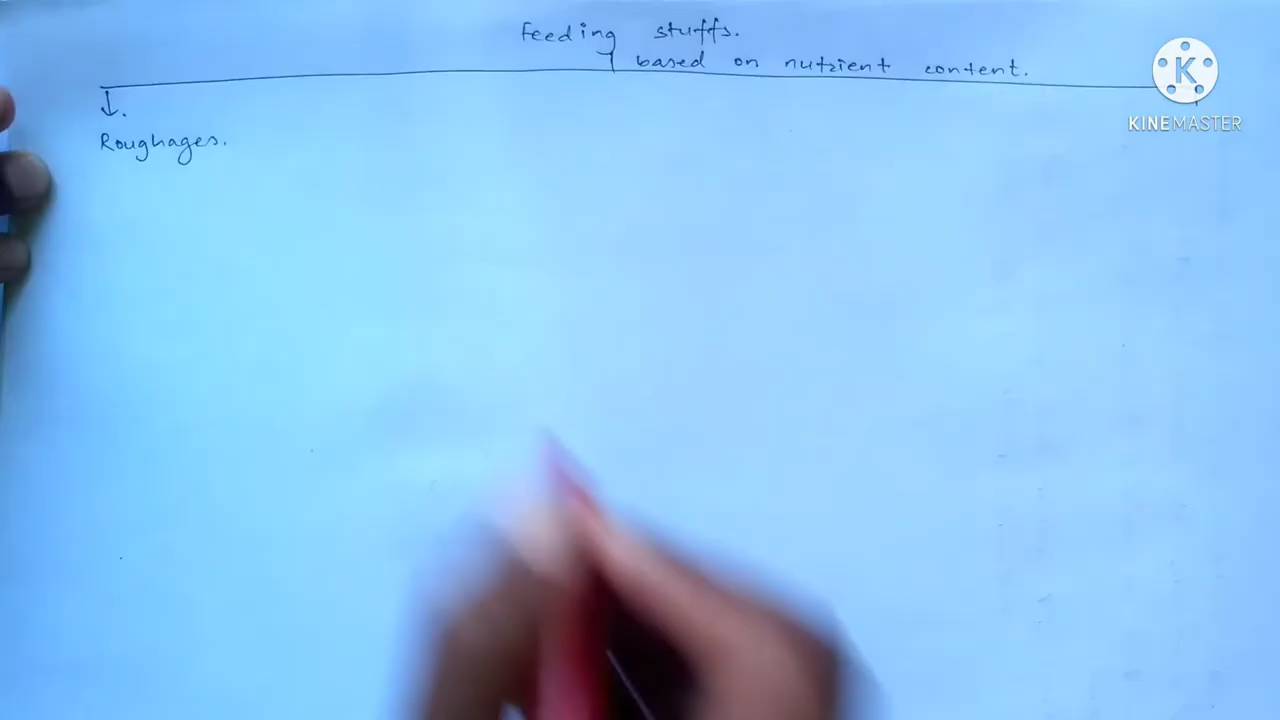 Feeding stuffs.
based on nutrient content.
Roughages.
K
KINEMASTER